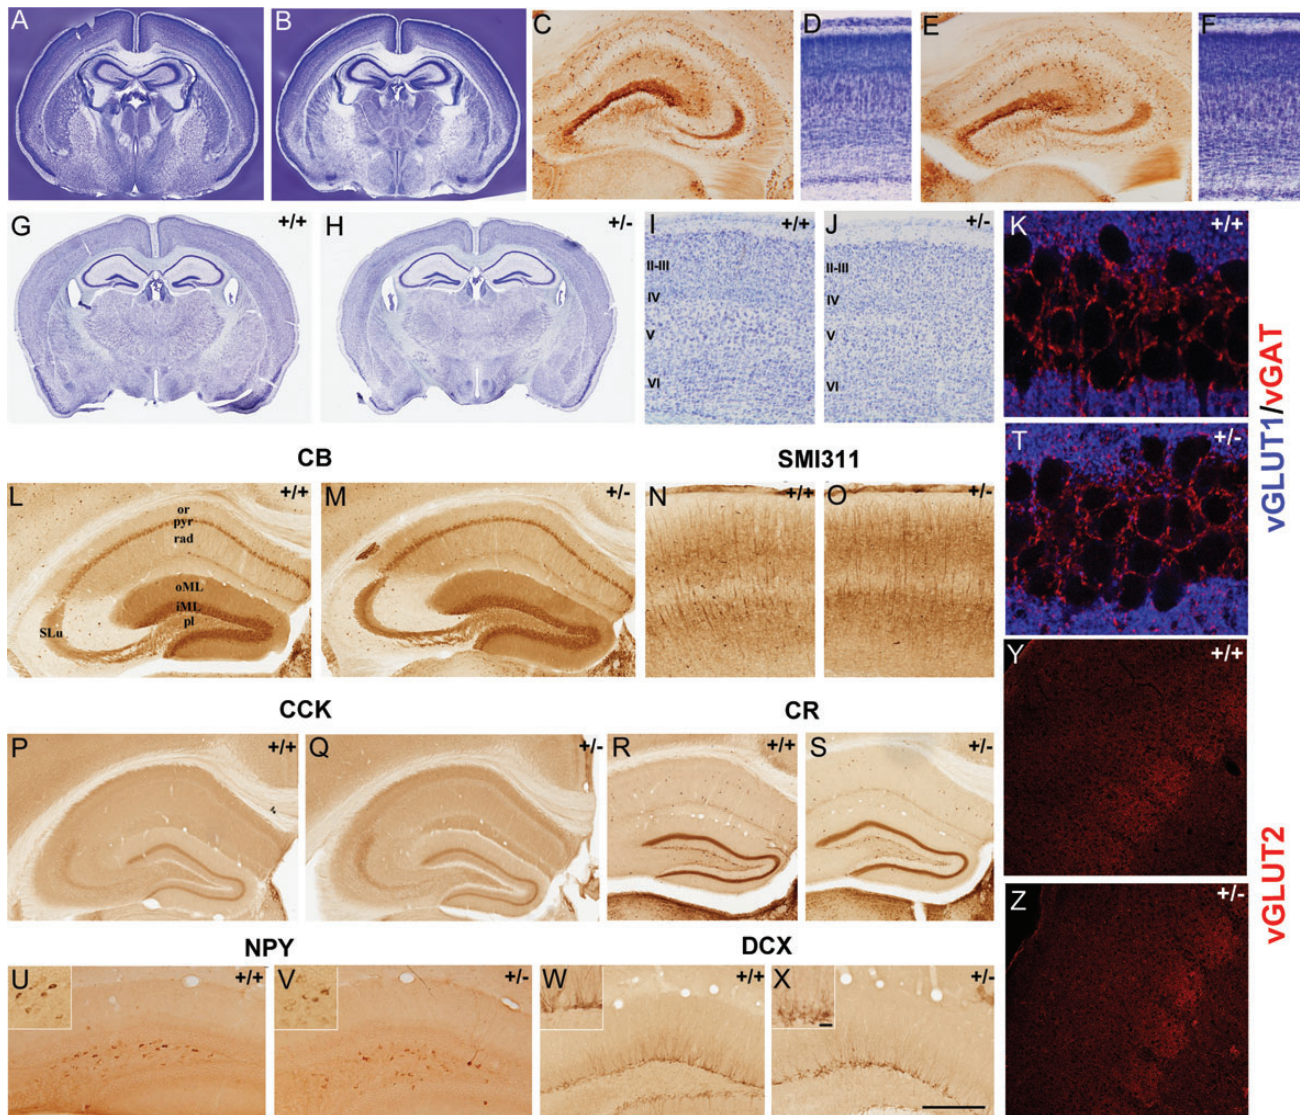 A B C D E F
G +/+ H +/- I +/+ J +/- K +/+
II-III II-III
IV IV
V V
VI VI
vGLUT1/vGAT
T +/-
CB SMI311
L +/+ M +/- N +/+ O +/-
or
pyr
rad
oML
iML
pl
SLu
Y +/+
CCK CR
P +/+ Q +/- R +/+ S +/-
vGLUT2
Z +/-
NPY DCX
U +/+ V +/- W +/+ X +/-